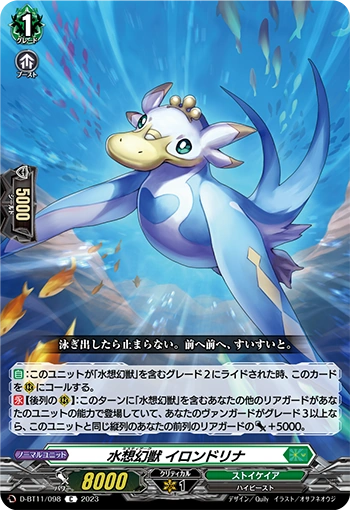 1
グレード
ブースト
5000
シールド
泳ぎ出したら止まらない。前へ前へ、すいすいと。
自:このユニットが「水想幻獣」を含むグレード2にライドされた時、このカードを(R)にコールする。
永【後列の(R)】:このターンに「水想幻獣」を含むあなたの他のリアガードがあなたのユニットの能力で登場していて、あなたのヴァンガードがグレード3以上なら、このユニットと同じ縦列のあなたの前列のリアガードの+5000。
ノーマルユニット
水想幻獣 イロンドリナ
パワー
8000
クリティカル
1
ストイケイア
ハイビースト
D-BT11/098 C 2023
デザイン/Quily イラスト/オサフネオサフネ